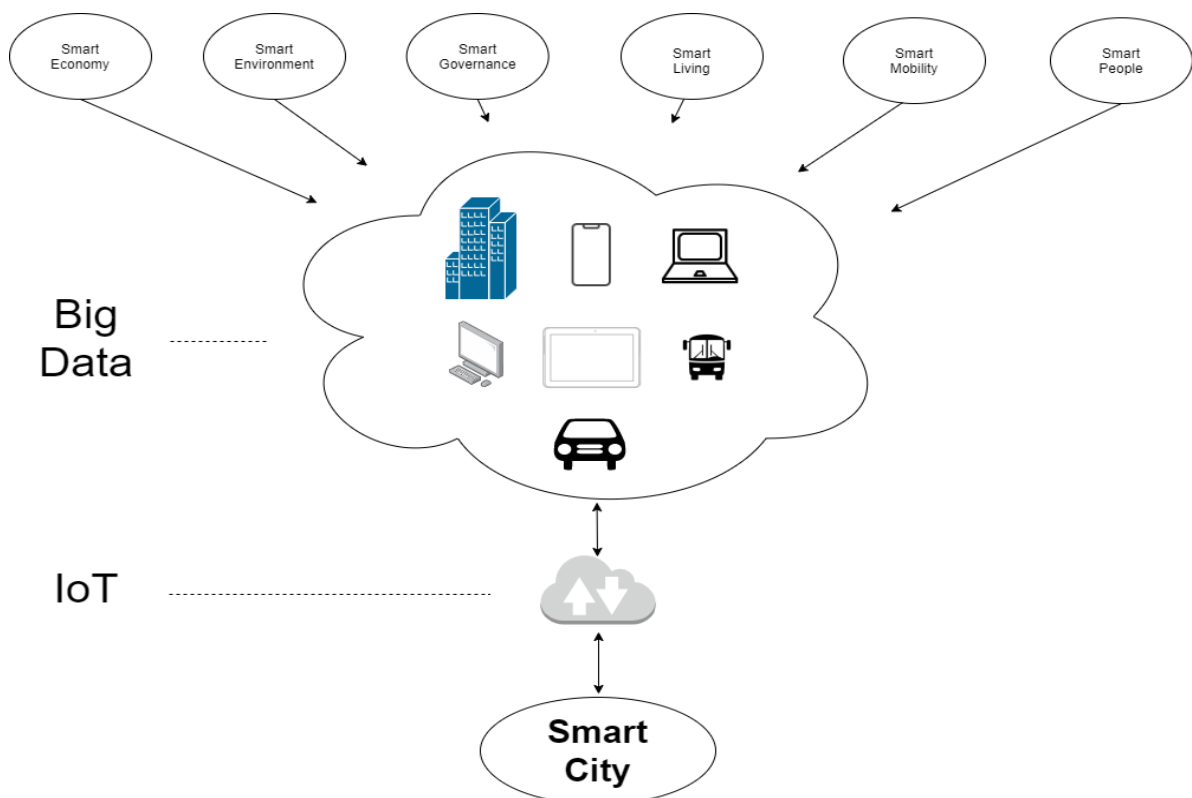 Smart
Economy
Smart
Environment
Smart
Governance
Smart
Living
Smart
Mobility
Smart
People
Big
Data
IoT
Smart
City